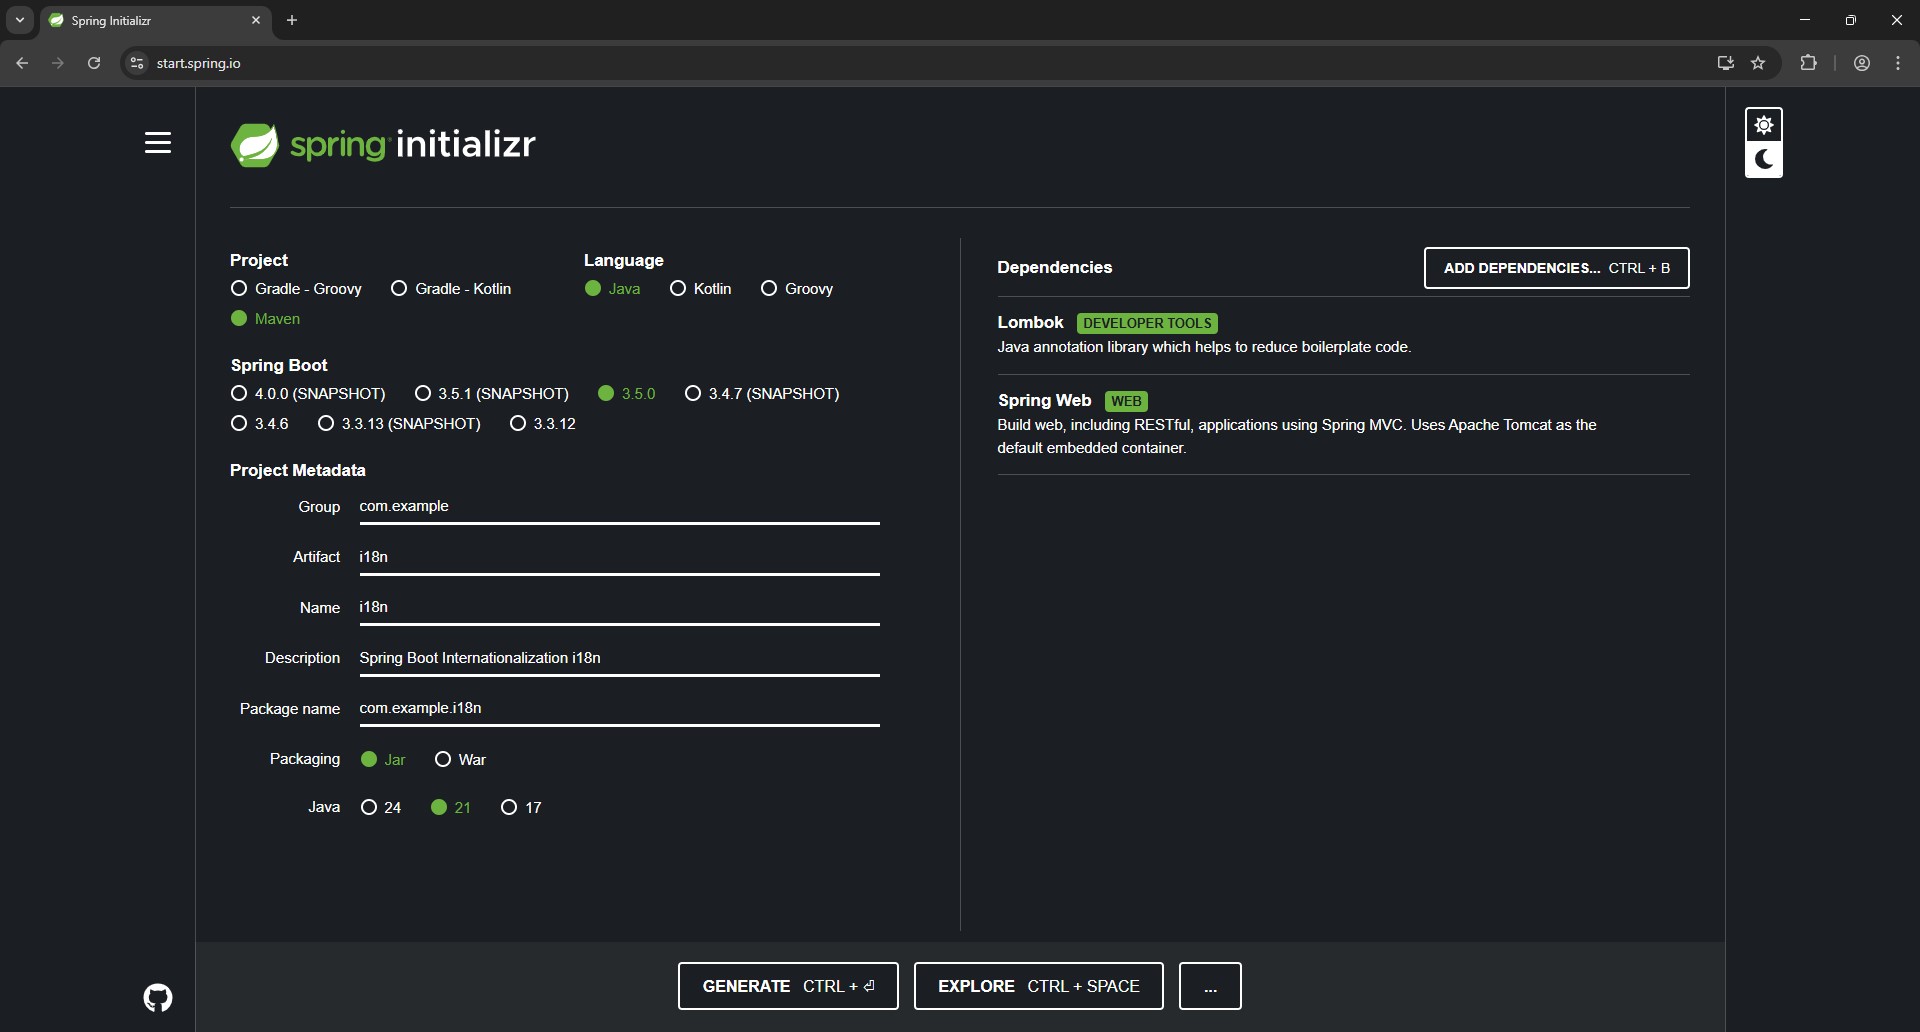 Spring Initializr
start.spring.io
spring initializr
Project
Gradle - Groovy Gradle - Kotlin
Maven
Language
Java Kotlin Groovy
Spring Boot
4.0.0 (SNAPSHOT) 3.5.1 (SNAPSHOT) 3.5.0 3.4.7 (SNAPSHOT)
3.4.6 3.3.13 (SNAPSHOT) 3.3.12
Project Metadata
Group com.example
Artifact i18n
Name i18n
Description Spring Boot Internationalization i18n
Package name com.example.i18n
Packaging Jar War
Java 24 21 17
Dependencies ADD DEPENDENCIES... CTRL + B
Lombok DEVELOPER TOOLS
Java annotation library which helps to reduce boilerplate code.
Spring Web WEB
Build web, including RESTful, applications using Spring MVC. Uses Apache Tomcat as the
default embedded container.
GENERATE CTRL + ⏎ EXPLORE CTRL + SPACE ...